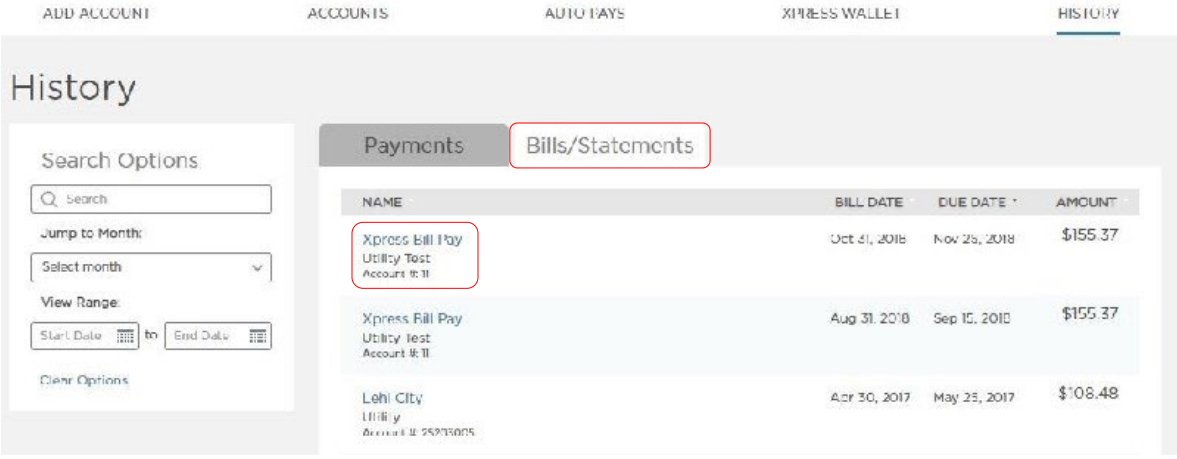 ADD ACCOUNT ACCOUNTS AUTO PAYS XPRESS WALLET HISTORY
History
Search Options
Search
Jump to Month:
Select month
View Range:
Start Date to End Date
Clear Options
Payments Bills/Statements
NAME BILL DATE DUE DATE AMOUNT
Xpress Bill Pay Oct 31, 2018 Nov 25, 2018 $155.37
Utility Test
Account #: 11
Xpress Bill Pay Aug 31, 2018 Sep 15, 2018 $155.37
Utility Test
Account #: 11
Lehi City Apr 30, 2017 May 25, 2017 $108.48
Utility
Account #: 25203005